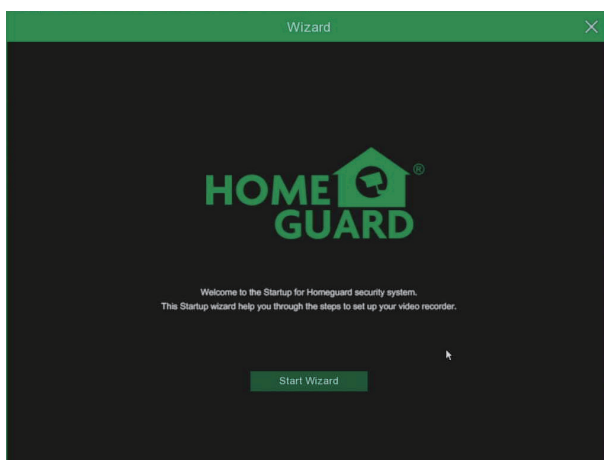 Wizard
HOME
®
GUARD
Welcome to the Startup for Homeguard security system.
This Startup wizard help you through the steps to set up your video recorder.
Start Wizard